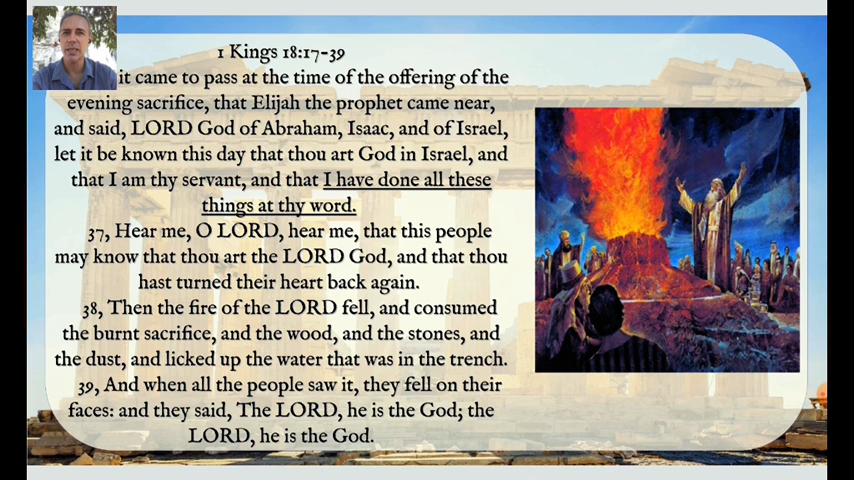 1 Kings 18:17-39
it came to pass at the time of the offering of the
evening sacrifice, that Elijah the prophet came near,
and said, LORD God of Abraham, Isaac, and of Israel,
let it be known this day that thou art God in Israel, and
that I am thy servant, and that I have done all these
things at thy word.
37, Hear me, O LORD, hear me, that this people
may know that thou art the LORD God, and that thou
hast turned their heart back again.
38, Then the fire of the LORD fell, and consumed
the burnt sacrifice, and the wood, and the stones, and
the dust, and licked up the water that was in the trench.
39, And when all the people saw it, they fell on their
faces: and they said, The LORD, he is the God; the
LORD, he is the God.